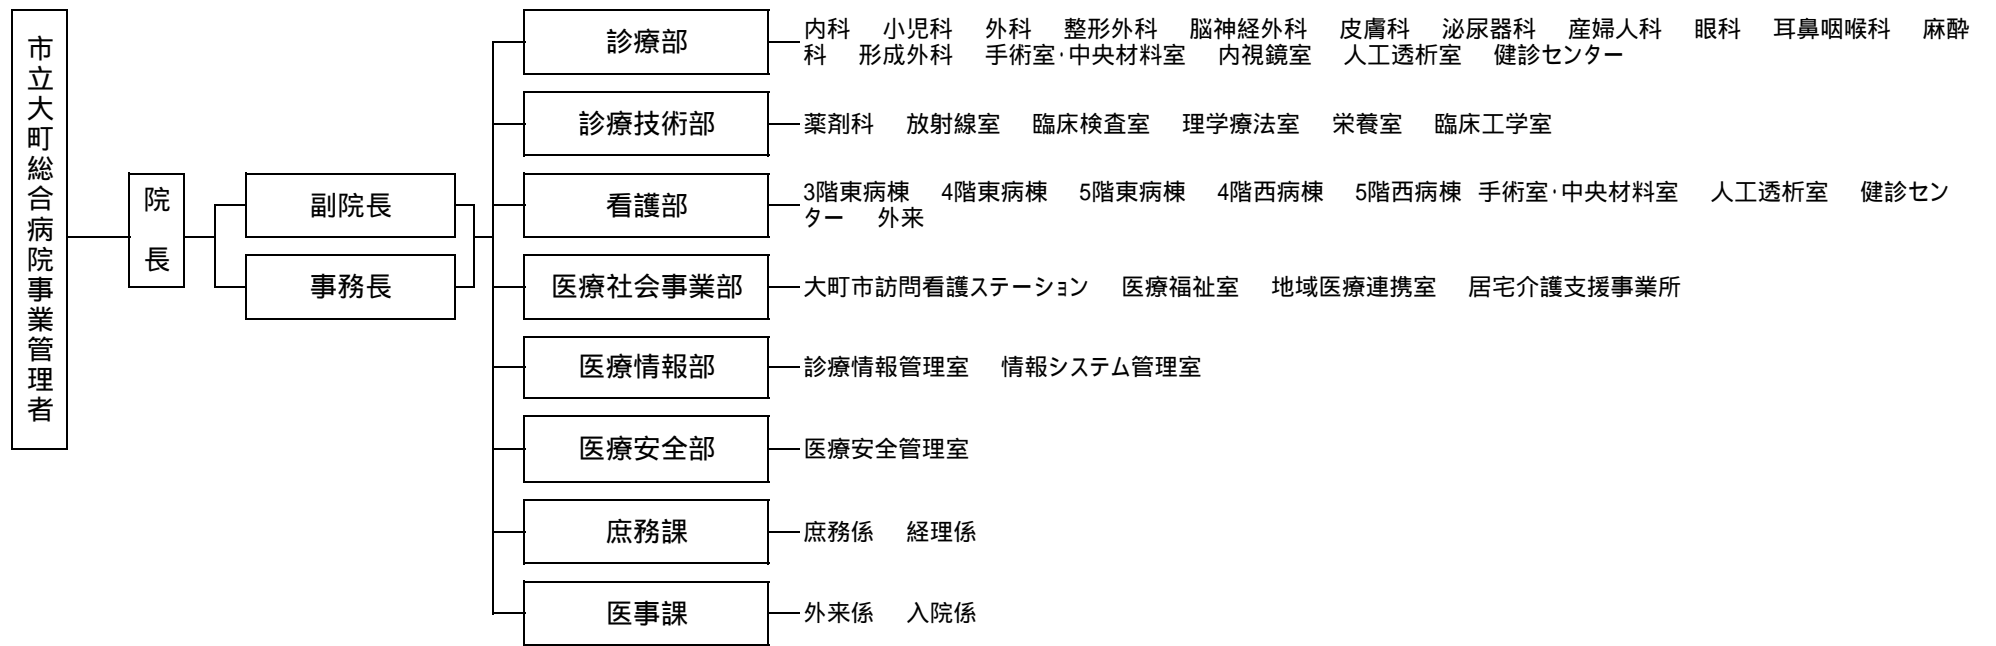 市立大町総合病院事業管理者
院長
副院長
事務長
診療部
内科 小児科 外科 整形外科 脳神経外科 皮膚科 泌尿器科 産婦人科 眼科 耳鼻咽喉科 麻酔
科 形成外科 手術室・中央材料室 内視鏡室 人工透析室 健診センター
診療技術部
薬剤科 放射線室 臨床検査室 理学療法室 栄養室 臨床工学室
看護部
3階東病棟 4階東病棟 5階東病棟 4階西病棟 5階西病棟 手術室・中央材料室 人工透析室 健診セン
ター 外来
医療社会事業部
大町市訪問看護ステーション 医療福祉室 地域医療連携室 居宅介護支援事業所
医療情報部
診療情報管理室 情報システム管理室
医療安全部
医療安全管理室
庶務課
庶務係 経理係
医事課
外来係 入院係